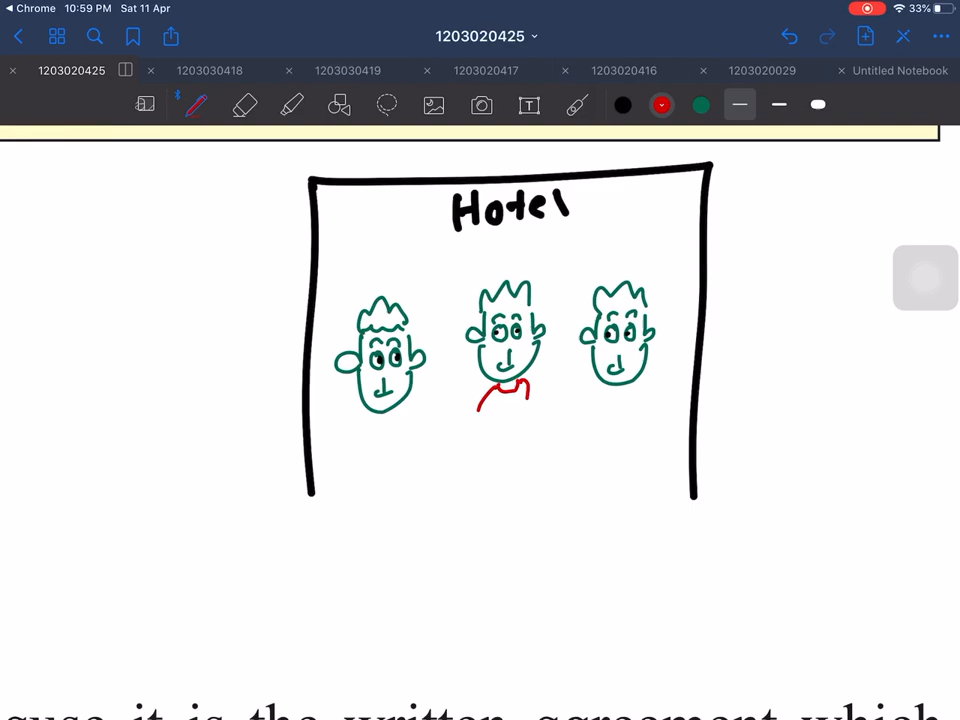 Chrome 10:59 PM Sat 11 Apr 33%
1203020425
1203020425 1203030418 1203030419 1203020417 1203020416 1203020029 Untitled Notebook
T
Hotel
cuse it is the written agreement which